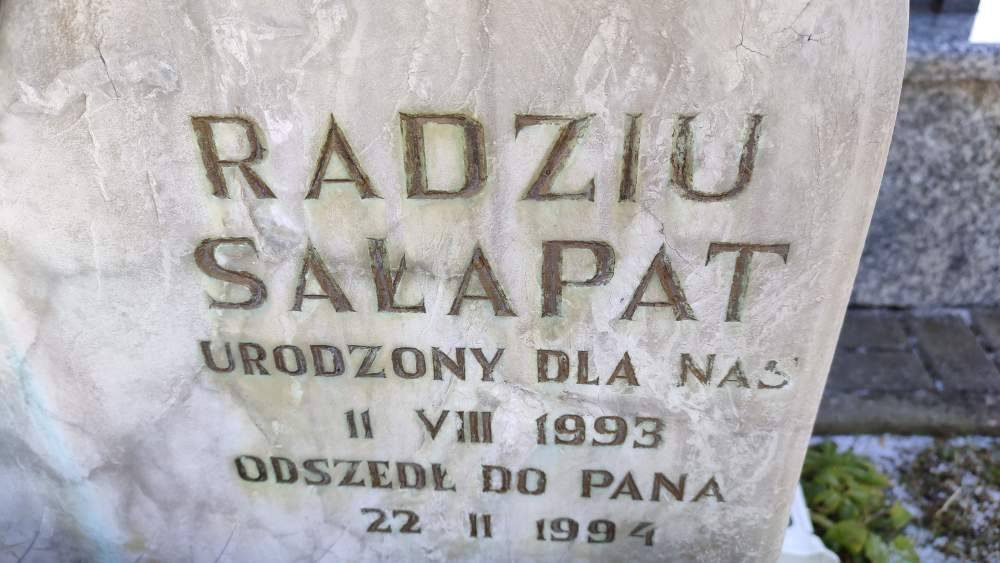 RADZIU
SAŁAPAT
URODZONY DLA NAS
11 VIII 1993
ODSZEDŁ DO PANA
22 II 1994